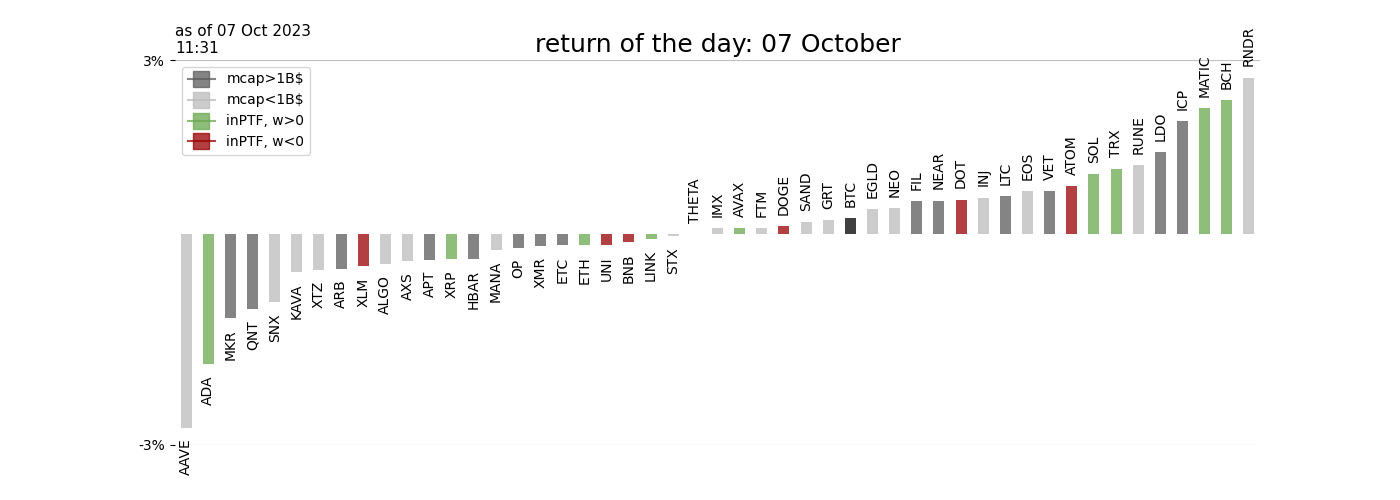 as of 07 Oct 2023
11:31
return of the day: 07 October
3%
mcap>1B$
mcap<1B$
inPTF, w>0
inPTF, w<0
-3%
AAVE
ADA
MKR
QNT
SNX
KAVA
XTZ
ARB
XLM
ALGO
AXS
APT
XRP
HBAR
MANA
OP
XMR
ETC
ETH
UNI
BNB
LINK
STX
THETA
IMX
AVAX
FTM
DOGE
SAND
GRT
BTC
EGLD
NEO
FIL
NEAR
DOT
INJ
LTC
EOS
VET
ATOM
SOL
TRX
RUNE
LDO
ICP
MATIC
BCH
RNDR